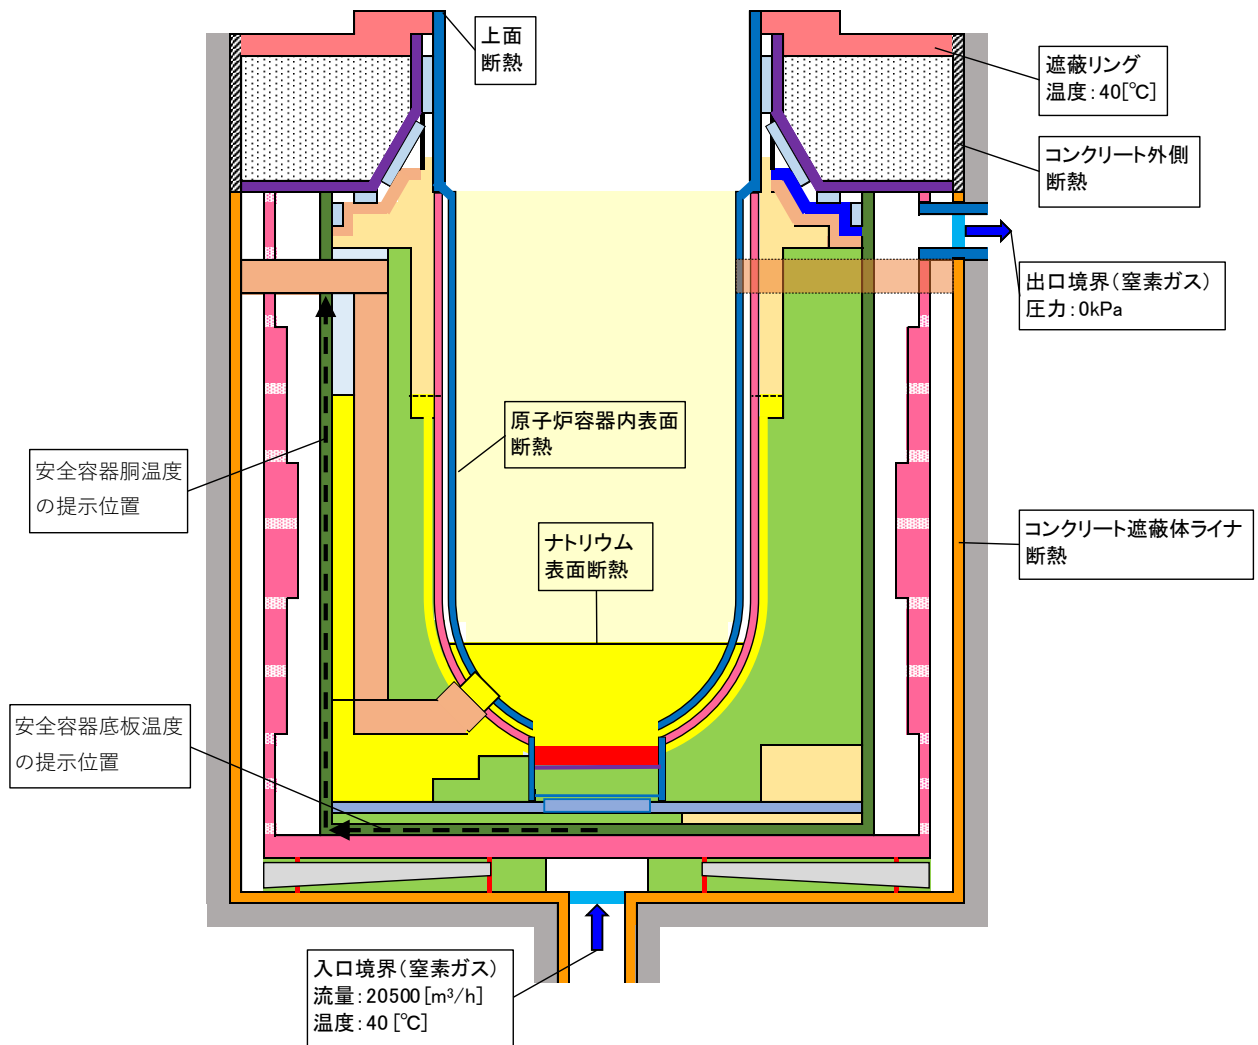 上面
断熱
遮蔽リング
温度：40[℃]
コンクリート外側
断熱
出口境界（窒素ガス）
圧力：0kPa
原子炉容器内表面
断熱
安全容器胴温度
の提示位置
ナトリウム
表面断熱
コンクリート遮蔽体ライナ
断熱
安全容器底板温度
の提示位置
入口境界（窒素ガス）
流量：20500[m³/h]
温度：40[℃]